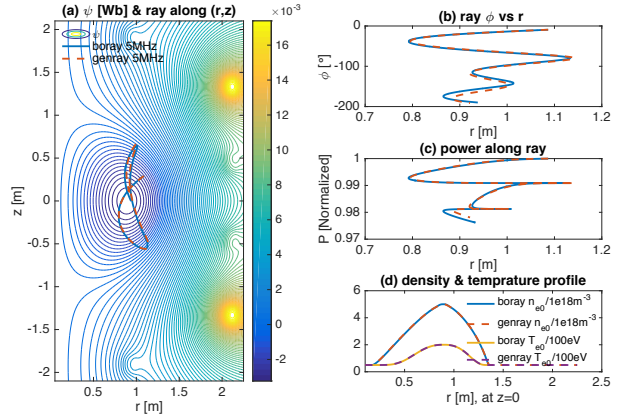 (a) ψ [Wb] & ray along (r,z)
×10⁻³
ψ
boray 5MHz
genray 5MHz
2
1.5
1
0.5
0
-0.5
-1
-1.5
-2
z [m]
0.5 1 1.5 2
r [m]
16
14
12
10
8
6
4
2
0
-2
(b) ray ϕ vs r
0
-100
-200
ϕ [°]
0.7 0.8 0.9 1 1.1 1.2
r [m]
(c) power along ray
0.99
0.98
0.97
P [Normalized]
0.7 0.8 0.9 1 1.1 1.2
r [m]
(d) density & temprature profile
6
4
2
0
boray n_e0/1e18m⁻³
genray n_e0/1e18m⁻³
boray T_e0/100eV
genray T_e0/100eV
0.5 1 1.5 2 2.5
r [m], at z=0